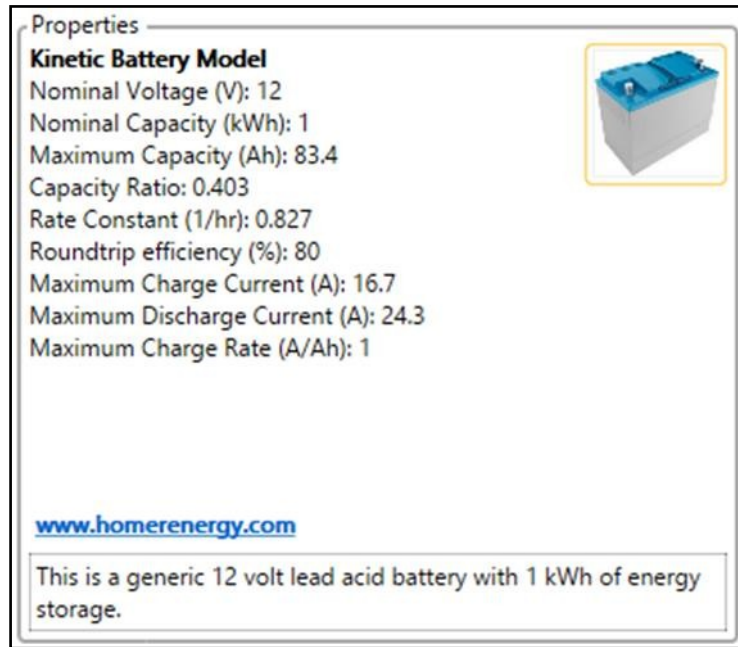 Properties
Kinetic Battery Model
Nominal Voltage (V): 12
Nominal Capacity (kWh): 1
Maximum Capacity (Ah): 83.4
Capacity Ratio: 0.403
Rate Constant (1/hr): 0.827
Roundtrip efficiency (%): 80
Maximum Charge Current (A): 16.7
Maximum Discharge Current (A): 24.3
Maximum Charge Rate (A/Ah): 1
www.homerenergy.com
This is a generic 12 volt lead acid battery with 1 kWh of energy
storage.